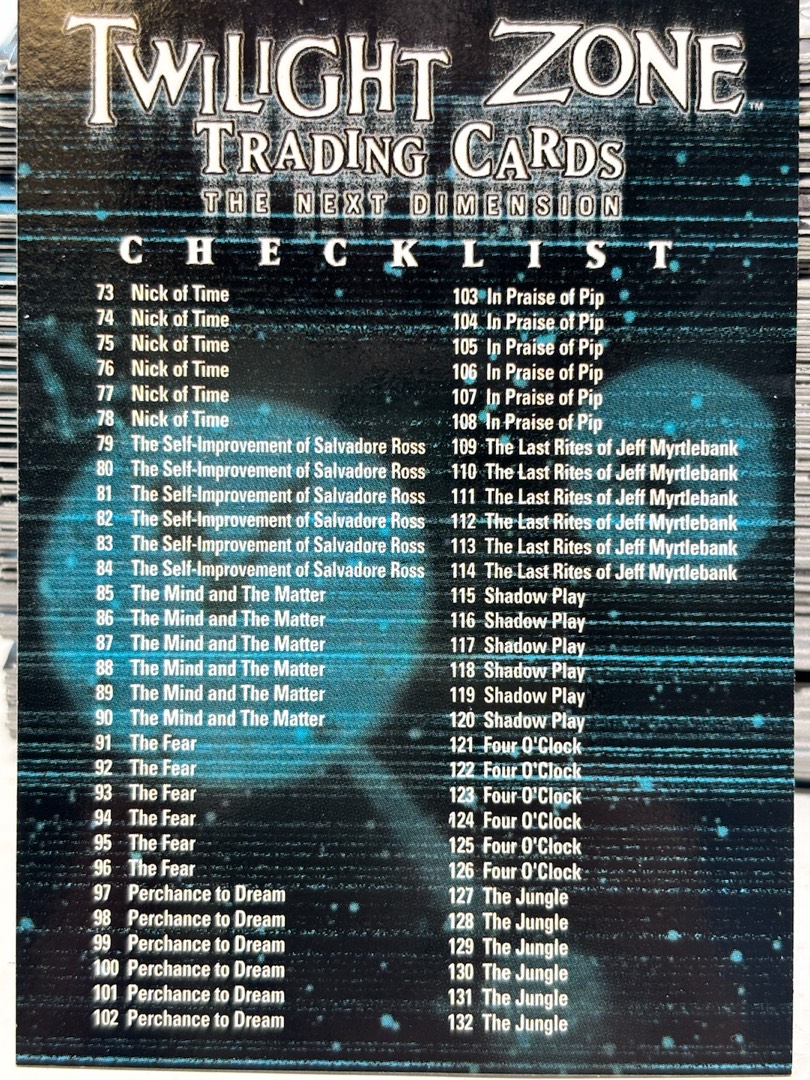 TWILIGHT ZONE™
TRADING CARDS
THE NEXT DIMENSION
CHECKLIST
73 Nick of Time
74 Nick of Time
75 Nick of Time
76 Nick of Time
77 Nick of Time
78 Nick of Time
79 The Self-Improvement of Salvadore Ross
80 The Self-Improvement of Salvadore Ross
81 The Self-Improvement of Salvadore Ross
82 The Self-Improvement of Salvadore Ross
83 The Self-Improvement of Salvadore Ross
84 The Self-Improvement of Salvadore Ross
85 The Mind and The Matter
86 The Mind and The Matter
87 The Mind and The Matter
88 The Mind and The Matter
89 The Mind and The Matter
90 The Mind and The Matter
91 The Fear
92 The Fear
93 The Fear
94 The Fear
95 The Fear
96 The Fear
97 Perchance to Dream
98 Perchance to Dream
99 Perchance to Dream
100 Perchance to Dream
101 Perchance to Dream
102 Perchance to Dream
103 In Praise of Pip
104 In Praise of Pip
105 In Praise of Pip
106 In Praise of Pip
107 In Praise of Pip
108 In Praise of Pip
109 The Last Rites of Jeff Myrtlebank
110 The Last Rites of Jeff Myrtlebank
111 The Last Rites of Jeff Myrtlebank
112 The Last Rites of Jeff Myrtlebank
113 The Last Rites of Jeff Myrtlebank
114 The Last Rites of Jeff Myrtlebank
115 Shadow Play
116 Shadow Play
117 Shadow Play
118 Shadow Play
119 Shadow Play
120 Shadow Play
121 Four O'Clock
122 Four O'Clock
123 Four O'Clock
124 Four O'Clock
125 Four O'Clock
126 Four O'Clock
127 The Jungle
128 The Jungle
129 The Jungle
130 The Jungle
131 The Jungle
132 The Jungle